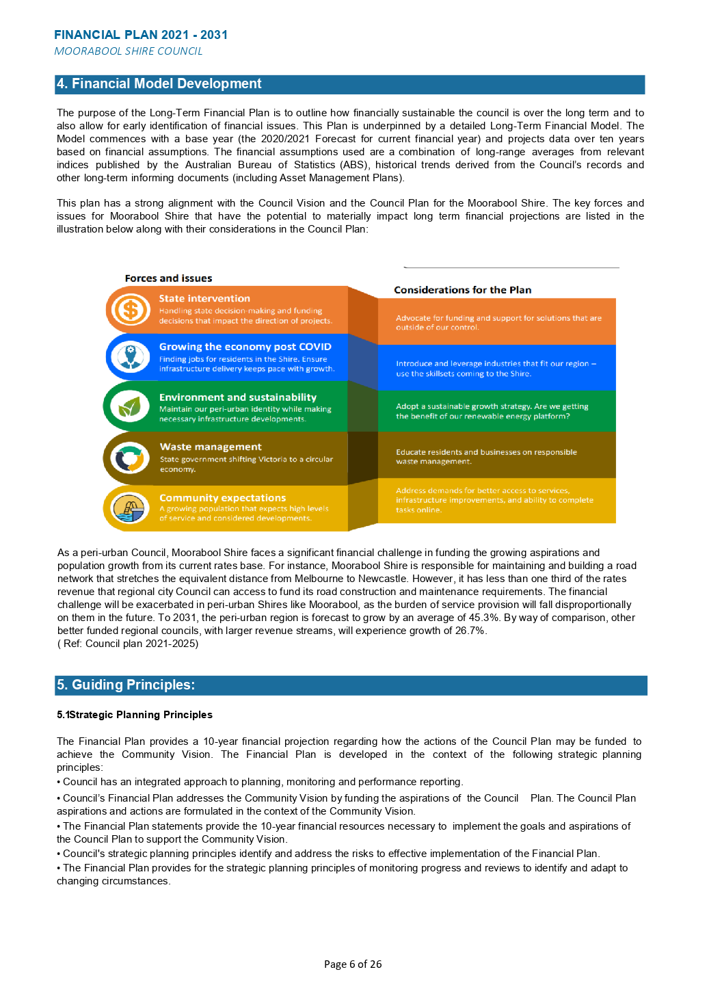 FINANCIAL PLAN 2021 - 2031
MOORABOOL SHIRE COUNCIL
4. Financial Model Development
The purpose of the Long-Term Financial Plan is to outline how financially sustainable the council is over the long term and to
also allow for early identification of financial issues. This Plan is underpinned by a detailed Long-Term Financial Model. The
Model commences with a base year (the 2020/2021 Forecast for current financial year) and projects data over ten years
based on financial assumptions. The financial assumptions used are a combination of long-range averages from relevant
indices published by the Australian Bureau of Statistics (ABS), historical trends derived from the Council's records and
other long-term informing documents (including Asset Management Plans).
This plan has a strong alignment with the Council Vision and the Council Plan for the Moorabool Shire. The key forces and
issues for Moorabool Shire that have the potential to materially impact long term financial projections are listed in the
illustration below along with their considerations in the Council Plan:
Forces and issues
State intervention
Handling state decision-making and funding
decisions that impact the direction of projects.
Growing the economy post COVID
Finding jobs for residents in the Shire. Ensure
infrastructure delivery keeps pace with growth.
Environment and sustainability
Maintain our peri-urban identity while making
necessary infrastructure developments.
Waste management
State government shifting Victoria to a circular
economy.
Community expectations
A growing population that expects high levels
of service and considered developments.
Considerations for the Plan
Advocate for funding and support for solutions that are
outside of our control.
Introduce and leverage industries that fit our region –
use the skillsets coming to the Shire.
Adopt a sustainable growth strategy. Are we getting
the benefit of our renewable energy platform?
Educate residents and businesses on responsible
waste management.
Address demands for better access to services,
infrastructure improvements, and ability to complete
tasks online.
As a peri-urban Council, Moorabool Shire faces a significant financial challenge in funding the growing aspirations and
population growth from its current rates base. For instance, Moorabool Shire is responsible for maintaining and building a road
network that stretches the equivalent distance from Melbourne to Newcastle. However, it has less than one third of the rates
revenue that regional city Council can access to fund its road construction and maintenance requirements. The financial
challenge will be exacerbated in peri-urban Shires like Moorabool, as the burden of service provision will fall disproportionally
on them in the future. To 2031, the peri-urban region is forecast to grow by an average of 45.3%. By way of comparison, other
better funded regional councils, with larger revenue streams, will experience growth of 26.7%.
( Ref: Council plan 2021-2025)
5. Guiding Principles:
5.1Strategic Planning Principles
The Financial Plan provides a 10-year financial projection regarding how the actions of the Council Plan may be funded to
achieve the Community Vision. The Financial Plan is developed in the context of the following strategic planning
principles:
• Council has an integrated approach to planning, monitoring and performance reporting.
• Council's Financial Plan addresses the Community Vision by funding the aspirations of the Council Plan. The Council Plan
aspirations and actions are formulated in the context of the Community Vision.
• The Financial Plan statements provide the 10-year financial resources necessary to implement the goals and aspirations of
the Council Plan to support the Community Vision.
• Council's strategic planning principles identify and address the risks to effective implementation of the Financial Plan.
• The Financial Plan provides for the strategic planning principles of monitoring progress and reviews to identify and adapt to
changing circumstances.
Page 6 of 26